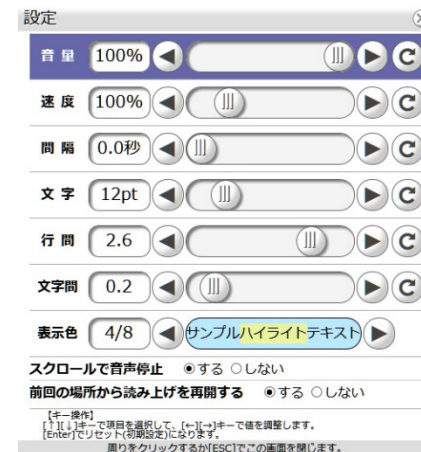 設定
音量 100%
速度 100%
間隔 0.0秒
文字 12pt
行間 2.6
文字間 0.2
表示色 4/8 サンプルハイライトテキスト
スクロールで音声停止 ◉する ○しない
前回の場所から読み上げを再開する ◉する ○しない
【キー操作】
[↑][↓]キーで項目を選択して、[←][→]キーで値を調整します。
[Enter]でリセット(初期設定)になります。
周りをクリックするか[ESC]でこの画面を閉じます。